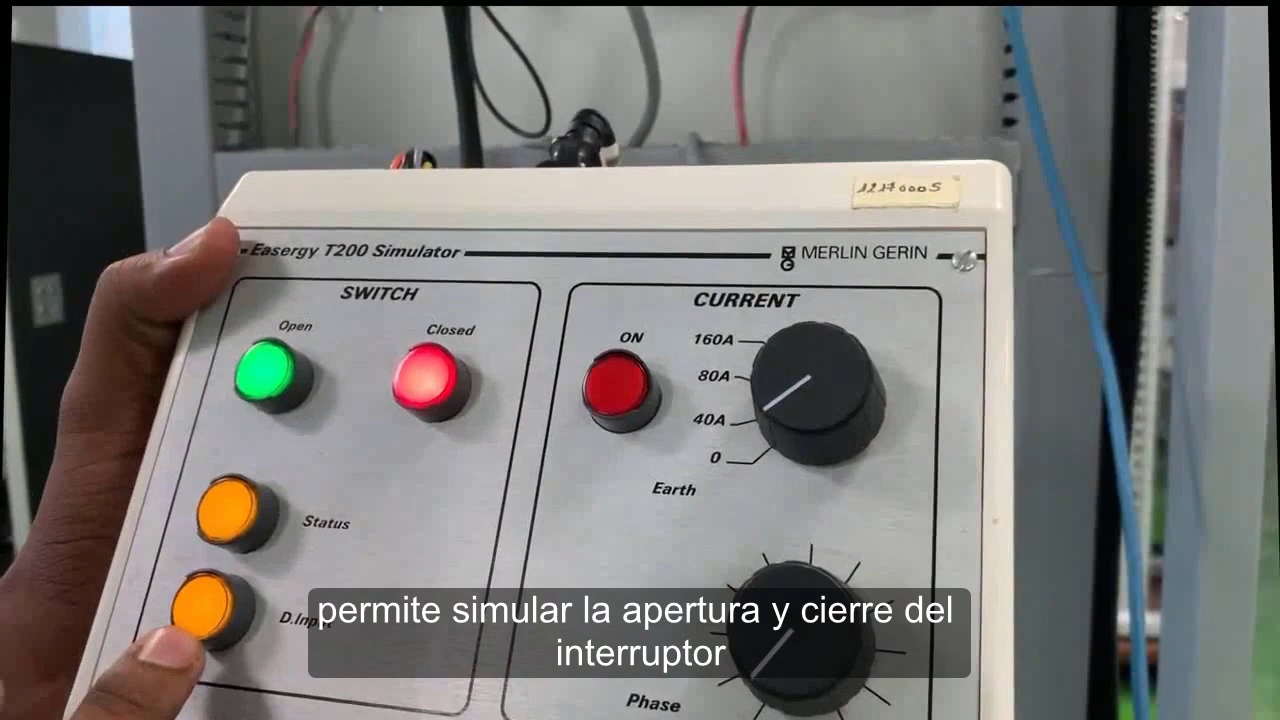 1217000S
Easergy T200 Simulator
MERLIN GERIN
SWITCH
CURRENT
Open
Closed
ON
160A
80A
40A
0
Earth
Status
permite simular la apertura y cierre del
interruptor
Phase